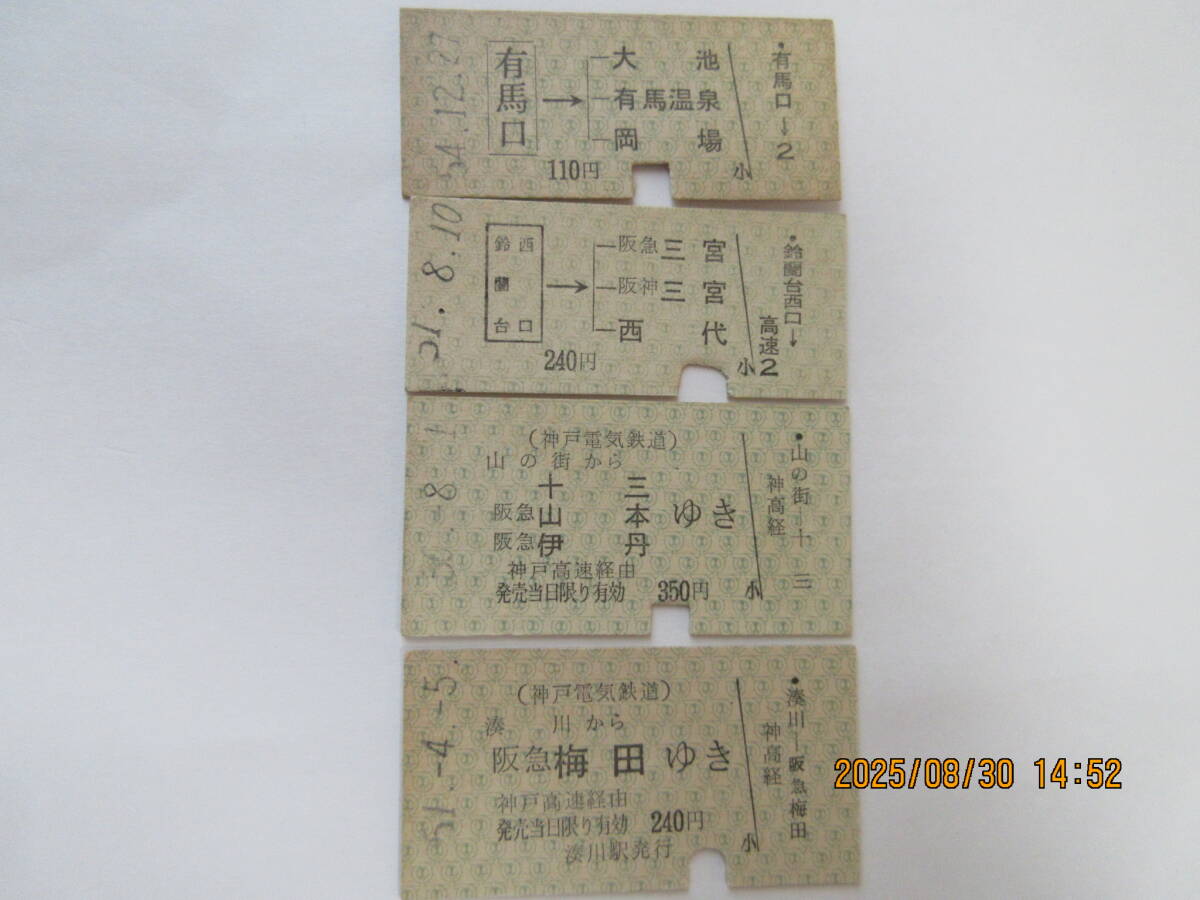 54.12.27
有馬口
→
大池
有馬温泉
岡場
110円
小
・有馬口→2
51.8.10
鈴蘭台西口
→
阪急三宮
阪神三宮
西代
240円
小
・鈴蘭台西口→
高速2
-8
(神戸電気鉄道)
山の街から
十三
阪急山本ゆき
阪急伊丹
神戸高速経由
発売当日限り有効 350円
小
・山の街―十三
神高経
51.-4.-5
(神戸電気鉄道)
湊川から
阪急梅田ゆき
神戸高速経由
発売当日限り有効 240円
湊川駅発行
小
・湊川―阪急梅田
神高経
2025/08/30 14:52